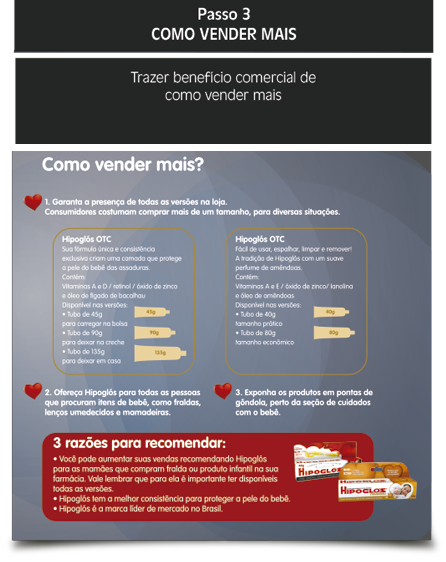 Passo 3
COMO VENDER MAIS
Trazer benefício comercial de
como vender mais
Como vender mais?
1. Garanta a presença de todas as versões na loja.
Consumidores costumam comprar mais de um tamanho, para diversas situações.
Hipoglós OTC
Sua fórmula única e consistência
exclusiva criam uma camada que protege
a pele do bebê das assaduras.
Contém:
Vitaminas A e D / retinol / óxido de zinco
e óleo de fígado de bacalhau
Disponível nas versões:
• Tubo de 45g
para carregar na bolsa
• Tubo de 90g
para deixar na creche
• Tubo de 135g
para deixar em casa
45g
90g
135g
Hipoglós OTC
Fácil de usar, espalhar, limpar e remover!
A tradição de Hipoglós com um suave
perfume de amêndoas.
Contém:
Vitaminas A e E / óxido de zinco/ lanolina
e óleo de amêndoas
Disponível nas versões:
• Tubo de 40g
tamanho prático
• Tubo de 80g
tamanho econômico
40g
80g
2. Ofereça Hipoglós para todas as pessoas
que procuram itens de bebê, como fraldas,
lenços umedecidos e mamadeiras.
3. Exponha os produtos em pontas de
gôndola, perto da seção de cuidados
com o bebê.
3 razões para recomendar:
• Você pode aumentar suas vendas recomendando Hipoglós
para as mamães que compram fralda ou produto infantil na sua
farmácia. Vale lembrar que para ela é importante ter disponíveis
todas as versões.
• Hipoglós tem a melhor consistência para proteger a pele do bebê.
• Hipoglós é a marca líder de mercado no Brasil.
HIPOGLÓS
HIPOGLÓS